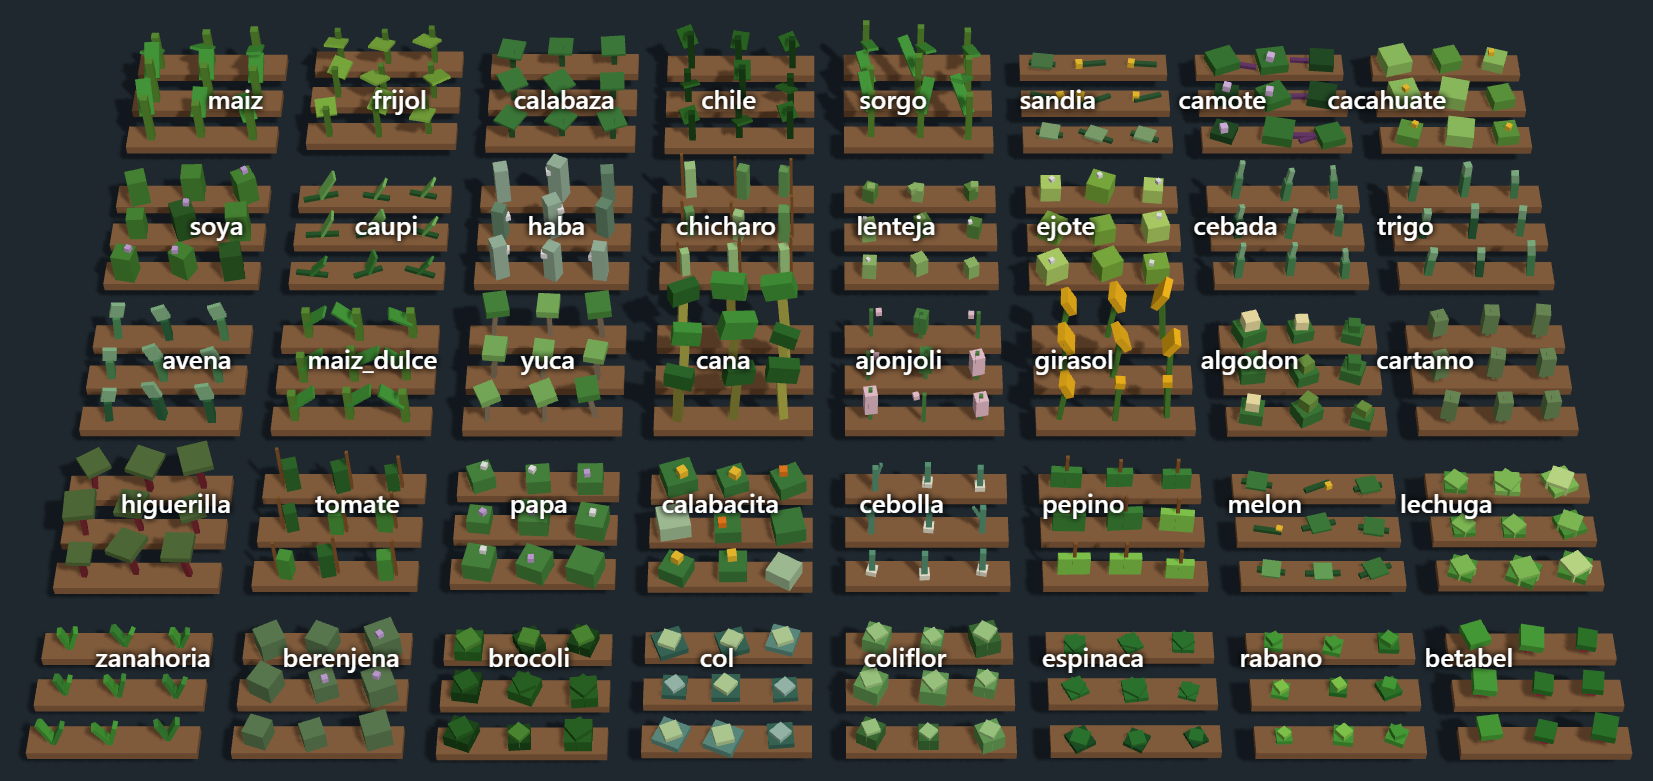 maiz
frijol
calabaza
chile
sorgo
sandia
camote
cacahuate
soya
caupi
haba
chicharo
lenteja
ejote
cebada
trigo
avena
maiz_dulce
yuca
cana
ajonjoli
girasol
algodon
cartamo
higuerilla
tomate
papa
calabacita
cebolla
pepino
melon
lechuga
zanahoria
berenjena
brocoli
col
coliflor
espinaca
rabano
betabel